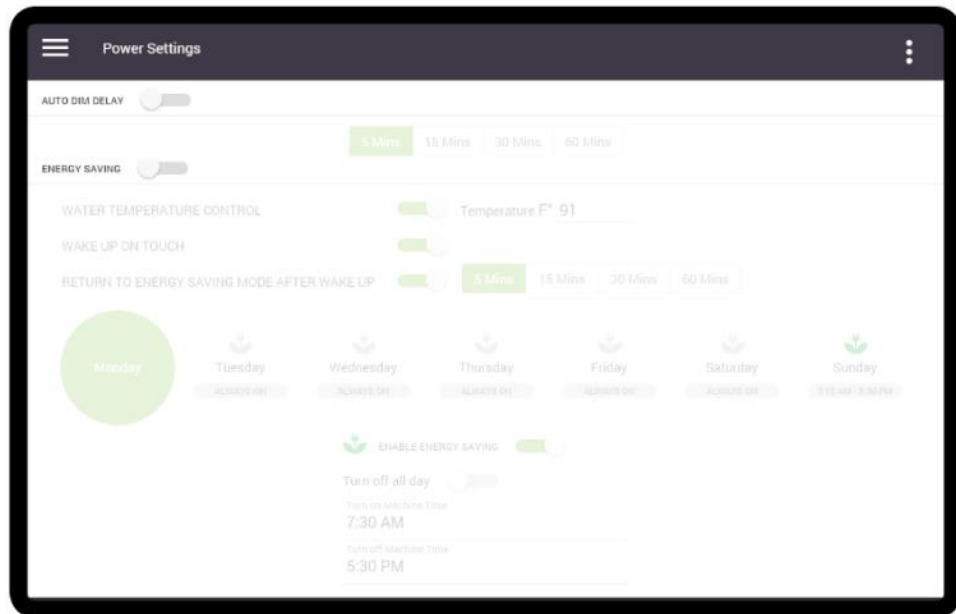 Power Settings
AUTO DIM DELAY
5 Mins 15 Mins 30 Mins 60 Mins
ENERGY SAVING
WATER TEMPERATURE CONTROL Temperature F° 91
WAKE UP ON TOUCH
RETURN TO ENERGY SAVING MODE AFTER WAKE UP 5 Mins 15 Mins 30 Mins 60 Mins
Monday Tuesday Wednesday Thursday Friday Saturday Sunday
ALWAYS ON ALWAYS ON ALWAYS ON ALWAYS ON ALWAYS ON
ENABLE ENERGY SAVING
Turn off all day
Turn on Machine Time
7:30 AM
Turn off Machine Time
5:30 PM